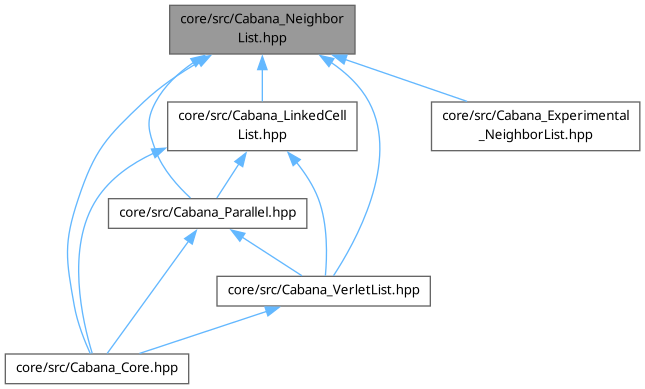 core/src/Cabana_Neighbor
List.hpp
core/src/Cabana_LinkedCell
List.hpp
core/src/Cabana_Experimental
_NeighborList.hpp
core/src/Cabana_Parallel.hpp
core/src/Cabana_VerletList.hpp
core/src/Cabana_Core.hpp